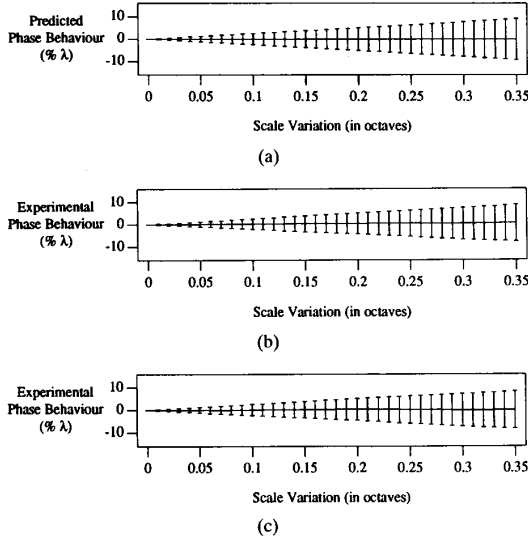 Predicted
Phase Behaviour
(% λ)
10
0
-10
0 0.05 0.1 0.15 0.2 0.25 0.3 0.35
Scale Variation (in octaves)
(a)
Experimental
Phase Behaviour
(% λ)
10
0
-10
0 0.05 0.1 0.15 0.2 0.25 0.3 0.35
Scale Variation (in octaves)
(b)
Experimental
Phase Behaviour
(% λ)
10
0
-10
0 0.05 0.1 0.15 0.2 0.25 0.3 0.35
Scale Variation (in octaves)
(c)